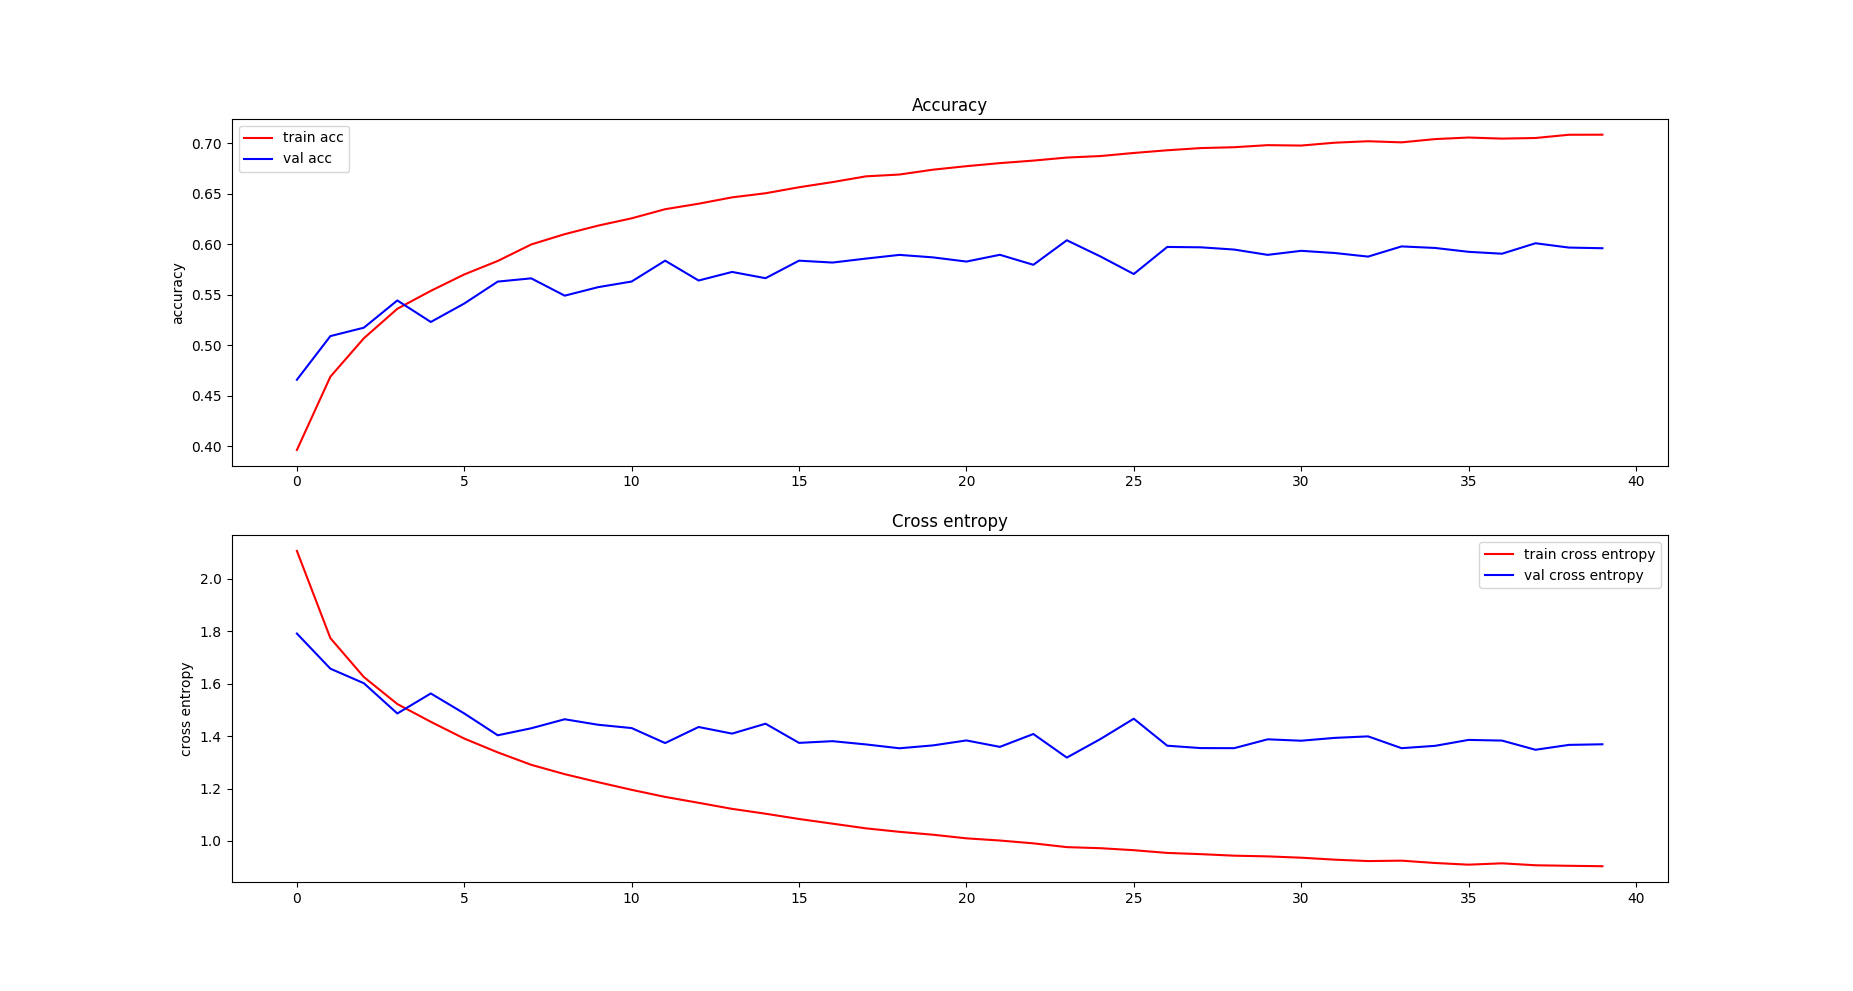 Accuracy
train acc
val acc
0.70
0.65
0.60
0.55
0.50
0.45
0.40
accuracy
0 5 10 15 20 25 30 35 40
Cross entropy
train cross entropy
val cross entropy
2.0
1.8
1.6
1.4
1.2
1.0
cross entropy
0 5 10 15 20 25 30 35 40